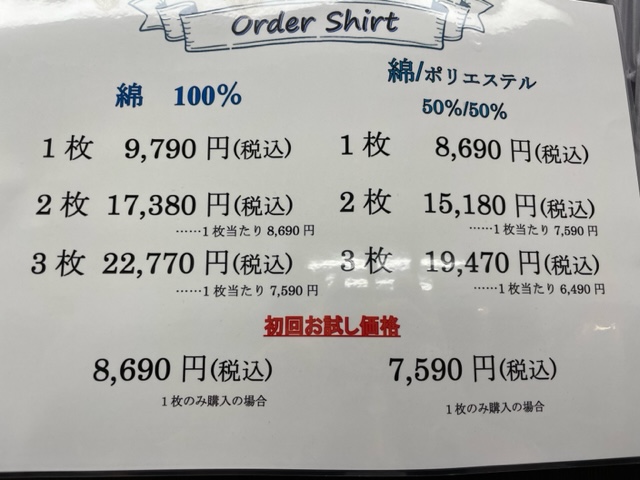 Order Shirt
綿 100%
綿/ポリエステル
50%/50%
1枚 9,790円(税込)
1枚 8,690円(税込)
2枚 17,380円(税込)
……1枚当たり 8,690円
2枚 15,180円(税込)
……1枚当たり 7,590円
3枚 22,770円(税込)
……1枚当たり 7,590円
3枚 19,470円(税込)
……1枚当たり 6,490円
初回お試し価格
8,690円(税込)
1枚のみ購入の場合
7,590円(税込)
1枚のみ購入の場合